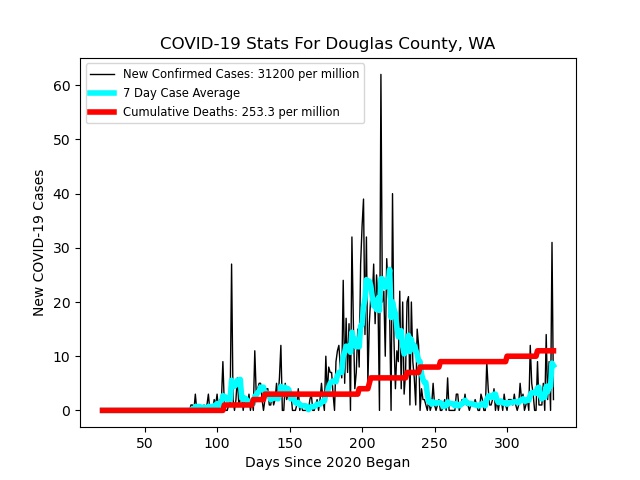 COVID-19 Stats For Douglas County, WA
New Confirmed Cases: 31200 per million
7 Day Case Average
Cumulative Deaths: 253.3 per million
New COVID-19 Cases
60
50
40
30
20
10
0
50 100 150 200 250 300
Days Since 2020 Began